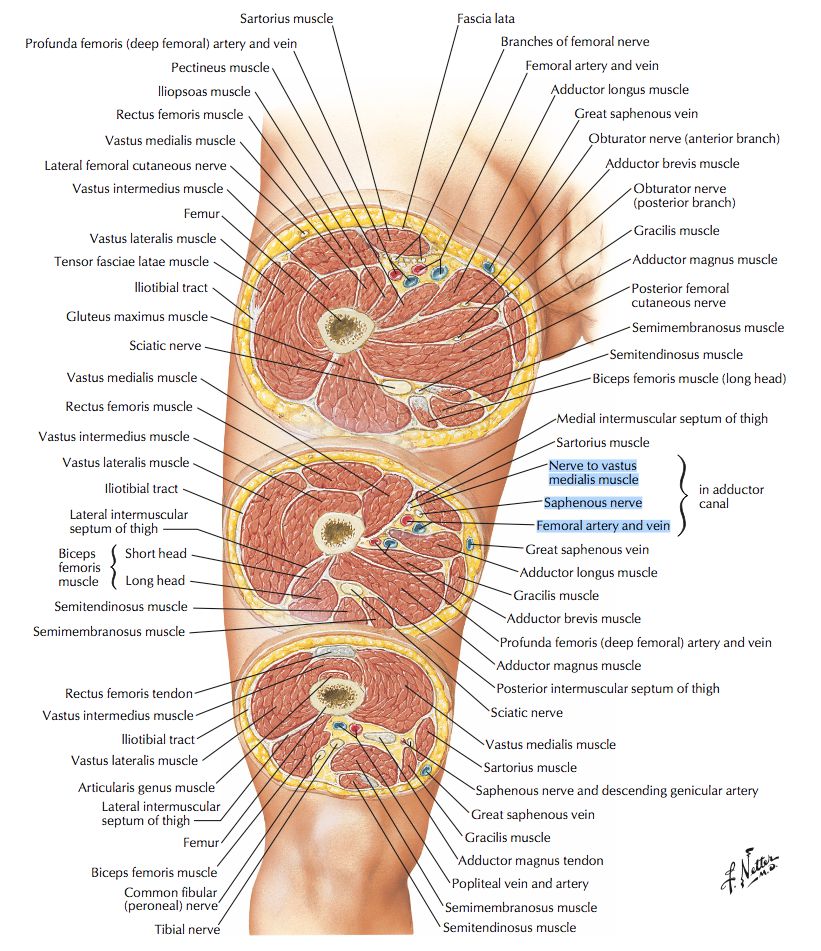 Sartorius muscle
Profunda femoris (deep femoral) artery and vein
Pectineus muscle
Iliopsoas muscle
Rectus femoris muscle
Vastus medialis muscle
Lateral femoral cutaneous nerve
Vastus intermedius muscle
Femur
Vastus lateralis muscle
Tensor fasciae latae muscle
Iliotibial tract
Gluteus maximus muscle
Sciatic nerve
Fascia lata
Branches of femoral nerve
Femoral artery and vein
Adductor longus muscle
Great saphenous vein
Obturator nerve (anterior branch)
Adductor brevis muscle
Obturator nerve
(posterior branch)
Gracilis muscle
Adductor magnus muscle
Posterior femoral
cutaneous nerve
Semimembranosus muscle
Semitendinosus muscle
Biceps femoris muscle (long head)
Vastus medialis muscle
Rectus femoris muscle
Vastus intermedius muscle
Vastus lateralis muscle
Iliotibial tract
Lateral intermuscular
septum of thigh
Biceps
femoris
muscle
Short head
Long head
Semitendinosus muscle
Semimembranosus muscle
Medial intermuscular septum of thigh
Sartorius muscle
Nerve to vastus
medialis muscle
Saphenous nerve
Femoral artery and vein
in adductor
canal
Great saphenous vein
Adductor longus muscle
Gracilis muscle
Adductor brevis muscle
Profunda femoris (deep femoral) artery and vein
Adductor magnus muscle
Posterior intermuscular septum of thigh
Sciatic nerve
Rectus femoris tendon
Vastus intermedius muscle
Iliotibial tract
Vastus lateralis muscle
Articularis genus muscle
Lateral intermuscular
septum of thigh
Femur
Biceps femoris muscle
Common fibular
(peroneal) nerve
Tibial nerve
Vastus medialis muscle
Sartorius muscle
Saphenous nerve and descending genicular artery
Great saphenous vein
Gracilis muscle
Adductor magnus tendon
Popliteal vein and artery
Semimembranosus muscle
Semitendinosus muscle
F. Netter
M.D.